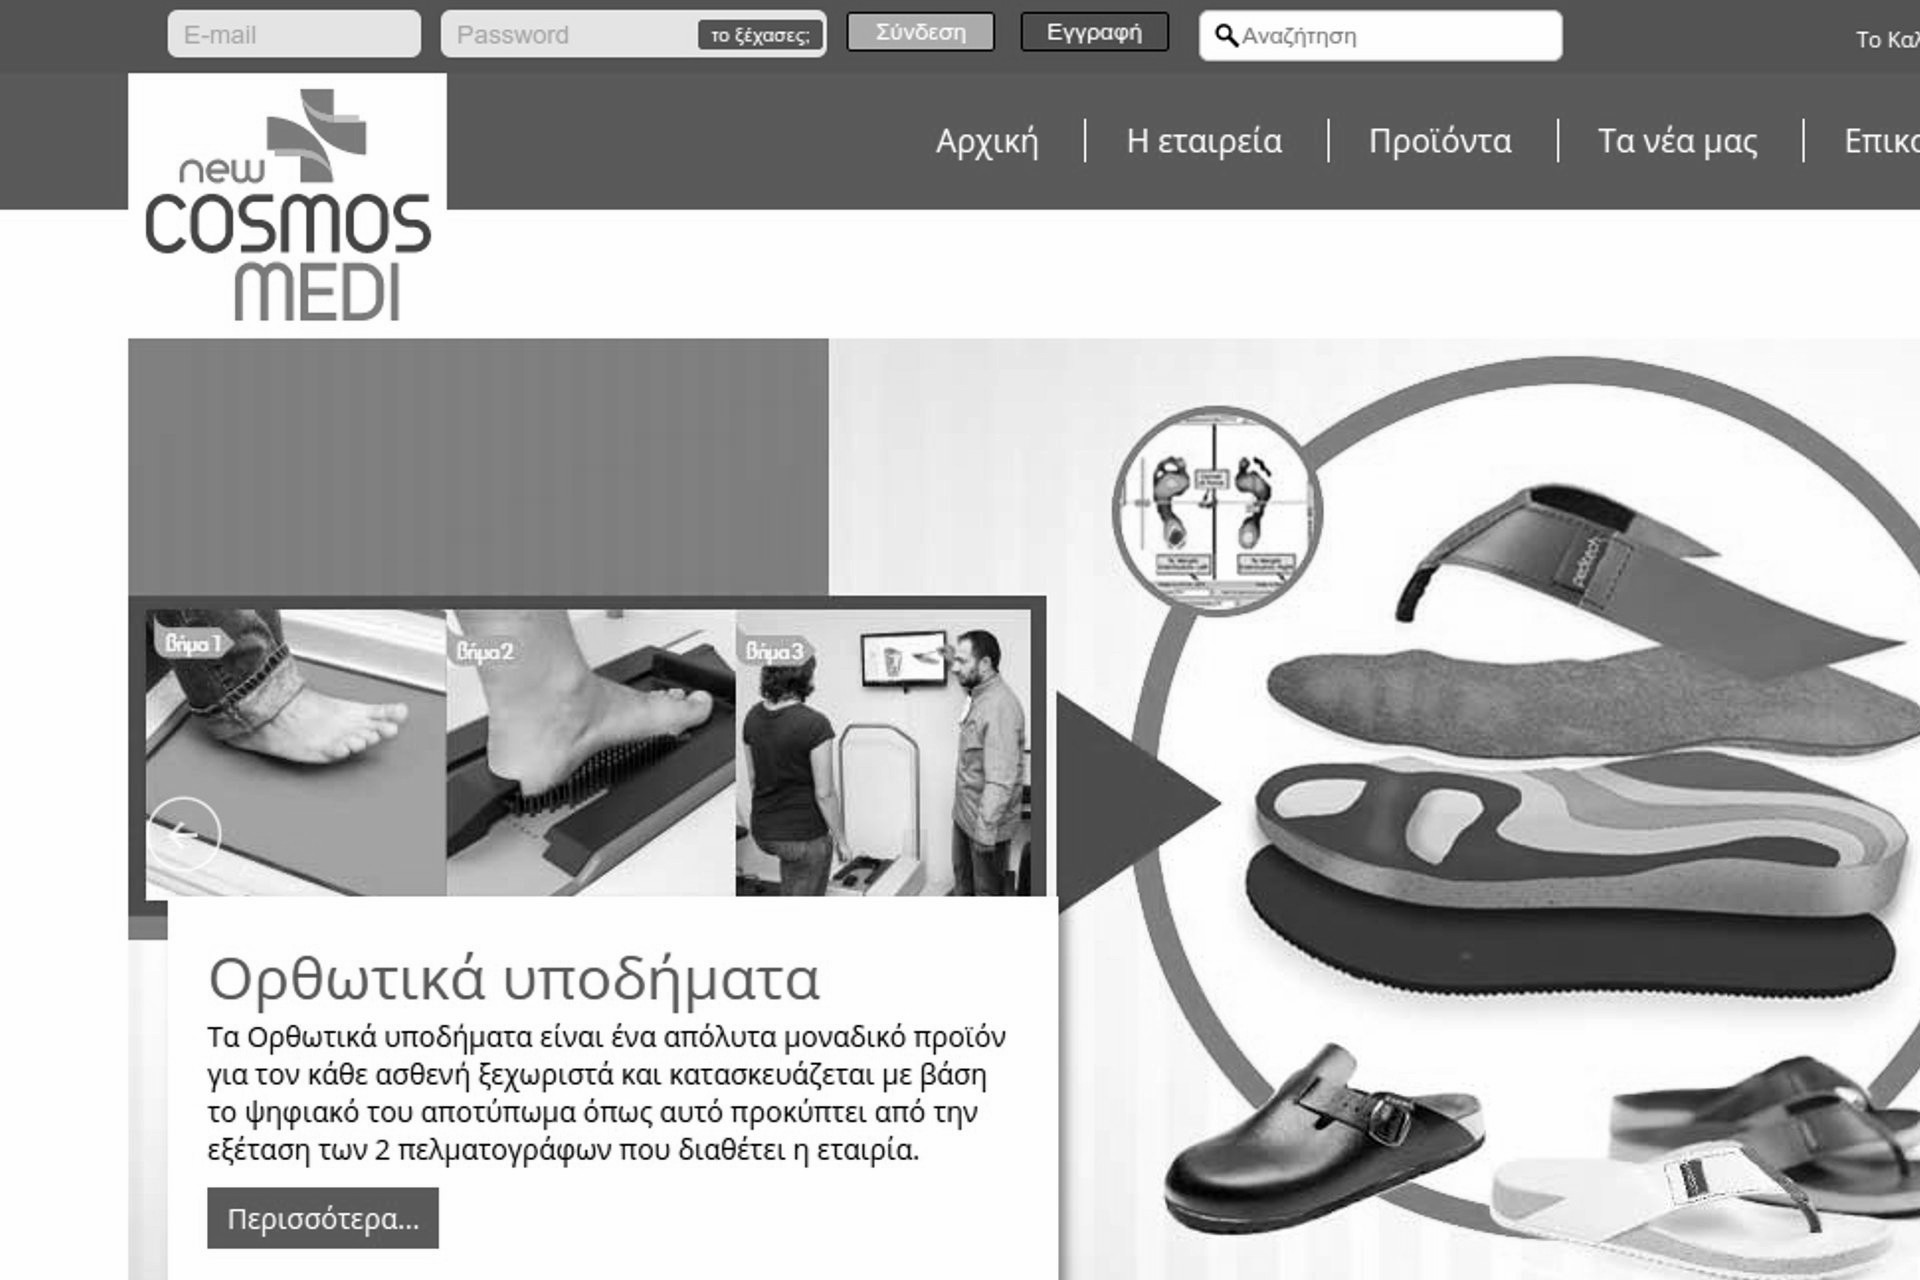 E-mail
Password
το ξέχασες;
Σύνδεση
Εγγραφή
Αναζήτηση
Το
new
COSMOS
MEDI
Αρχική
Η εταιρεία
Προϊόντα
Τα νέα μας
βήμα 1
βήμα 2
βήμα 3
Ορθωτικά υποδήματα
Τα Ορθωτικά υποδήματα είναι ένα απόλυτα μοναδικό προϊόν
για τον κάθε ασθενή ξεχωριστά και κατασκευάζεται με βάση
το ψηφιακό του αποτύπωμα όπως αυτό προκύπτει από την
εξέταση των 2 πελματογράφων που διαθέτει η εταιρία.
Περισσότερα...